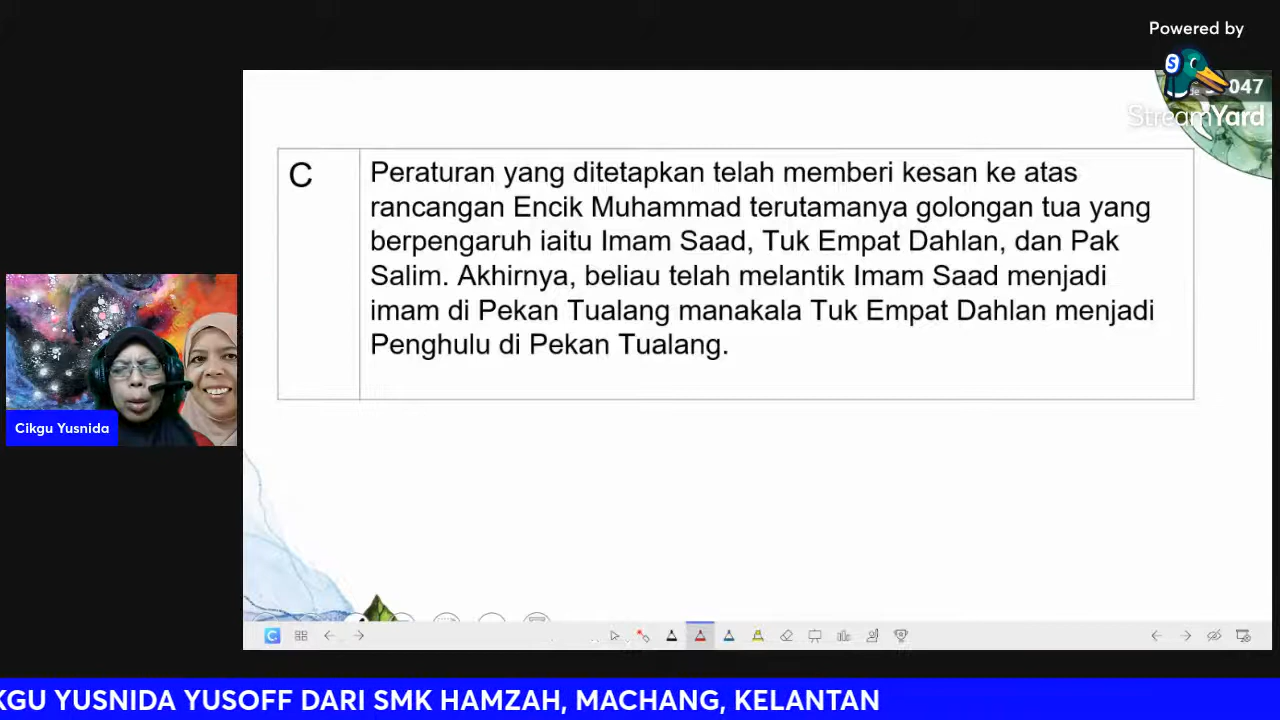 Powered by
047
StreamYard
C
Peraturan yang ditetapkan telah memberi kesan ke atas
rancangan Encik Muhammad terutamanya golongan tua yang
berpengaruh iaitu Imam Saad, Tuk Empat Dahlan, dan Pak
Salim. Akhirnya, beliau telah melantik Imam Saad menjadi
imam di Pekan Tualang manakala Tuk Empat Dahlan menjadi
Penghulu di Pekan Tualang.
Cikgu Yusnida
KGU YUSNIDA YUSOFF DARI SMK HAMZAH, MACHANG, KELANTAN